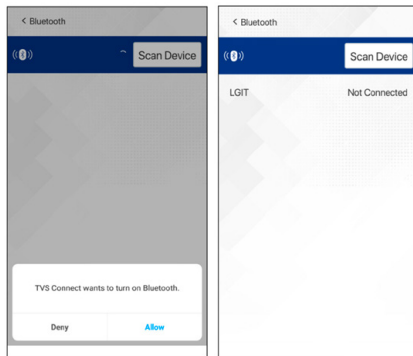 < Bluetooth
Scan Device
TVS Connect wants to turn on Bluetooth.
Deny Allow
< Bluetooth
Scan Device
LGIT Not Connected